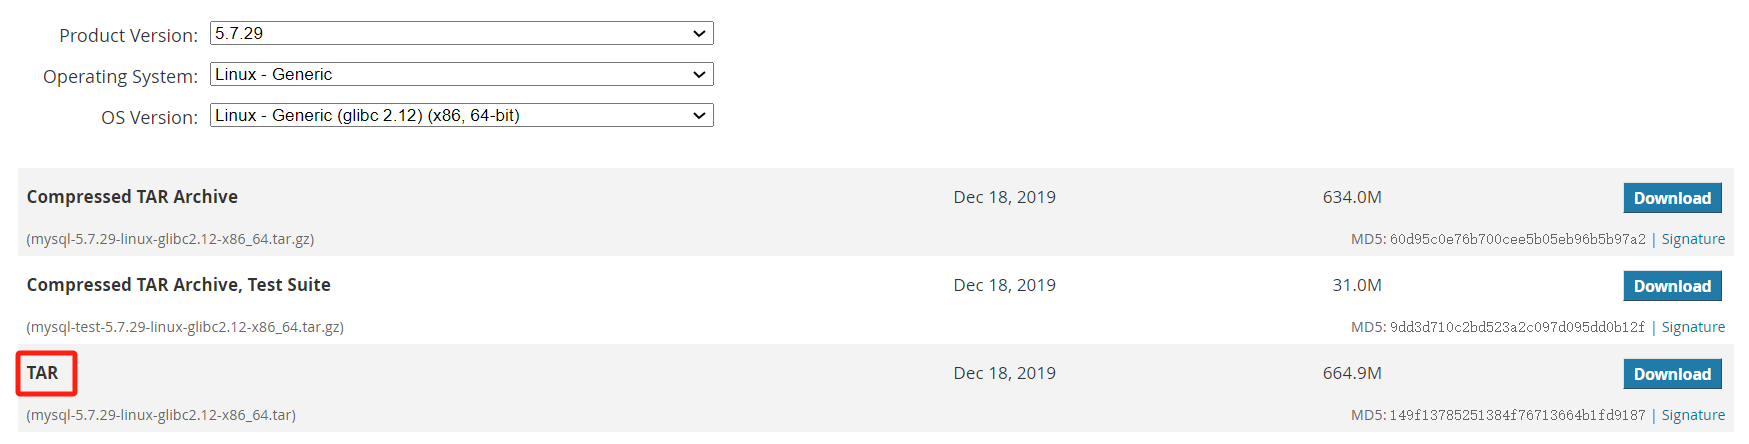 Product Version: 5.7.29
Operating System: Linux - Generic
OS Version: Linux - Generic (glibc 2.12) (x86, 64-bit)
Compressed TAR Archive Dec 18, 2019 634.0M Download
(mysql-5.7.29-linux-glibc2.12-x86_64.tar.gz) MD5: 60d95c0e76b700cee5b05eb96b5b97a2 | Signature
Compressed TAR Archive, Test Suite Dec 18, 2019 31.0M Download
(mysql-test-5.7.29-linux-glibc2.12-x86_64.tar.gz) MD5: 9dd3d710c2bd523a2c097d095dd0b12f | Signature
TAR Dec 18, 2019 664.9M Download
(mysql-5.7.29-linux-glibc2.12-x86_64.tar) MD5: 149f13785251384f76713664b1fd9187 | Signature